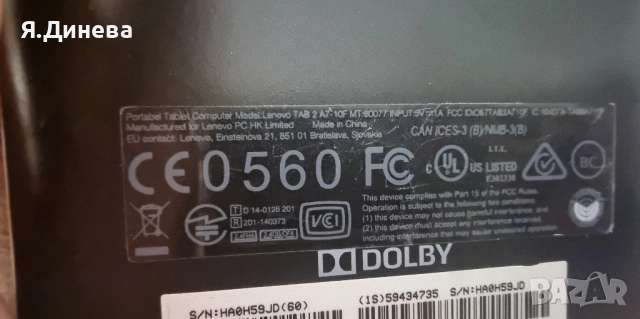 Я.Динева
Portabel Tablet Computer Model:Lenovo TAB 2 A7-10F MT:60077 INPUT:5V 1A FCC ID:O57TAB2A710F
Manufactured for Lenovo PC HK Limited Made in China
EU contact: Lenovo, Einsteinova 21, 851 01 Bratislava, Slovakia
CAN ICES-3 (B)/NMB-3(B)
CE0560 FC
I.T.E.
c UL US LISTED
BC
T D 14-0126 201
R 201-140373
VCCI
This device complies with Part 15 of the FCC Rules.
Operation is subject to the following
(1) this device may not cause harmful interference, and
(2) this device must accept any interference received,
including interference that may cause undesired operation.
DOLBY
S/N:HA0H59JD(60) (1S)59434735 S/N:HA0H59JD
BAZAR